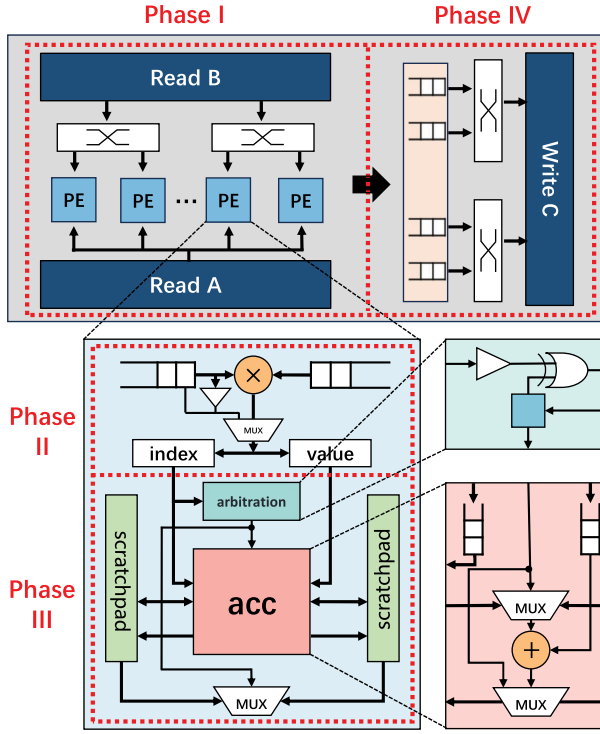 Phase I
Phase IV
Read B
PE
PE
...
PE
PE
Read A
Write C
Phase
II
×
MUX
index
value
Phase
III
arbitration
scratchpad
acc
scratchpad
MUX
MUX
+
MUX